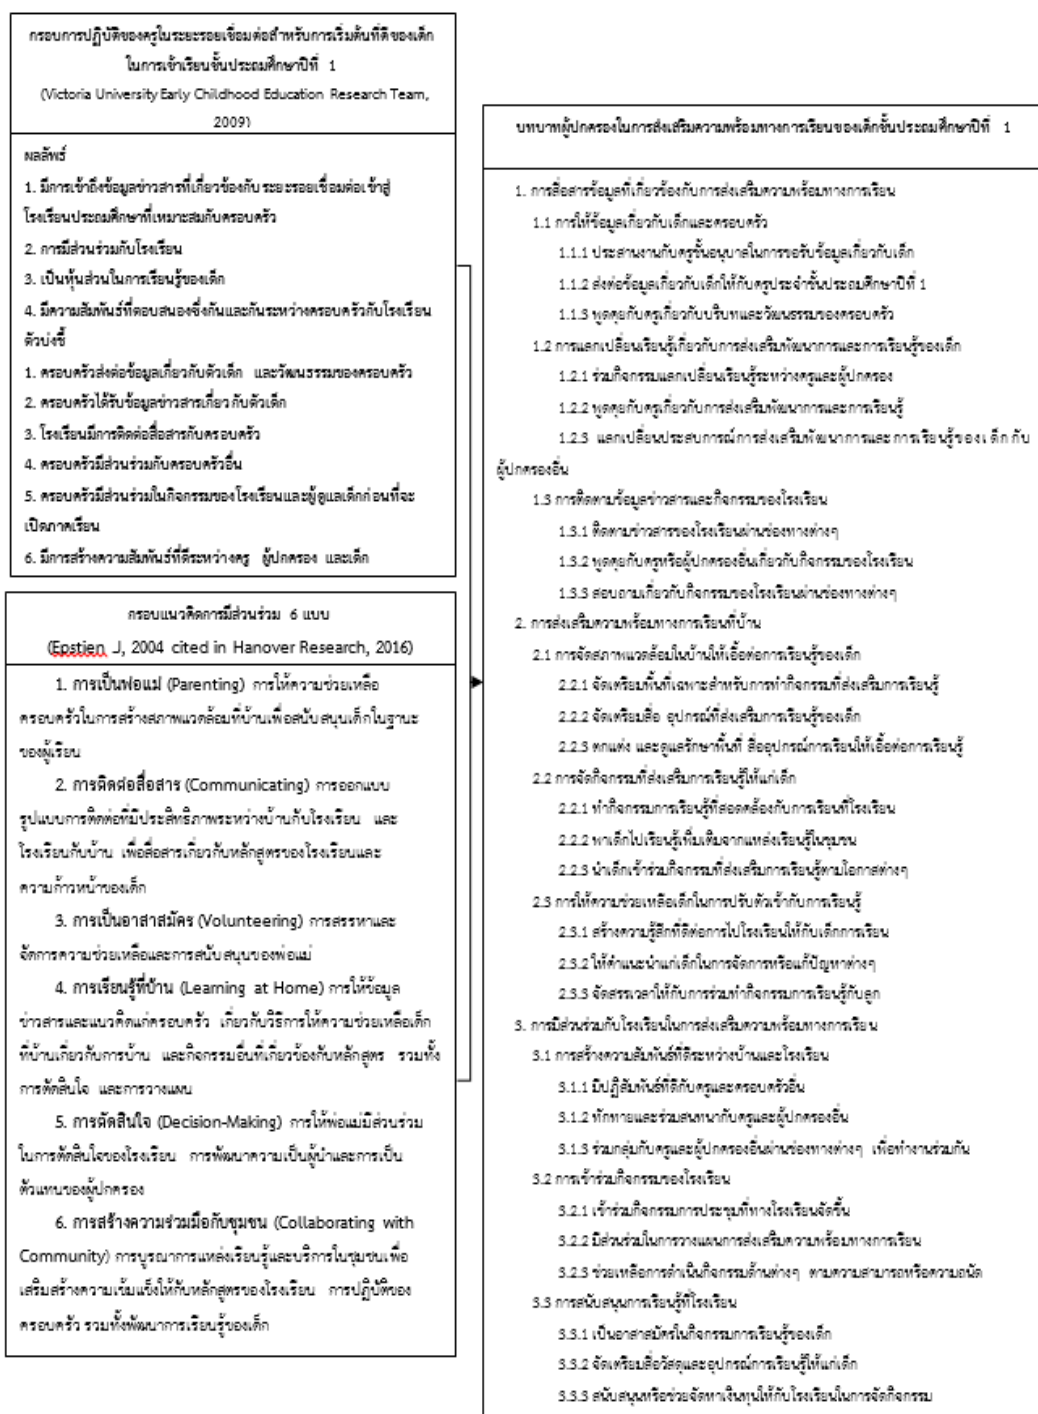 กรอบการปฏิบัติของครูในระยะรอยเชื่อมต่อสำหรับการเริ่มต้นที่ดีของเด็ก
ในการเข้าเรียนชั้นประถมศึกษาปีที่ 1
(Victoria University Early Childhood Education Research Team,
2009)
ผลลัพธ์
1. มีการเข้าถึงข้อมูลข่าวสารที่เกี่ยวข้องกับระยะรอยเชื่อมต่อเข้าสู่
โรงเรียนประถมศึกษาที่เหมาะสมกับครอบครัว
2. การมีส่วนร่วมกับโรงเรียน
3. เป็นหุ้นส่วนในการเรียนรู้ของเด็ก
4. มีความสัมพันธ์ที่ตอบสนองซึ่งกันและกันระหว่างครอบครัวกับโรงเรียน
ตัวบ่งชี้
1. ครอบครัวส่งต่อข้อมูลเกี่ยวกับตัวเด็ก และวัฒนธรรมของครอบครัว
2. ครอบครัวได้รับข้อมูลข่าวสารเกี่ยวกับตัวเด็ก
3. โรงเรียนมีการติดต่อสื่อสารกับครอบครัว
4. ครอบครัวมีส่วนร่วมกับครอบครัวอื่น
5. ครอบครัวมีส่วนร่วมในกิจกรรมของโรงเรียนและผู้ดูแลเด็กก่อนที่จะ
เปิดภาคเรียน
6. มีการสร้างความสัมพันธ์ที่ดีระหว่างครู ผู้ปกครอง และเด็ก
กรอบแนวคิดการมีส่วนร่วม 6 แบบ
(Epstien J, 2004 cited in Hanover Research, 2016)
1. การเป็นพ่อแม่ (Parenting) การให้ความช่วยเหลือ
ครอบครัวในการสร้างสภาพแวดล้อมที่บ้านเพื่อสนับสนุนเด็กในฐานะ
ของผู้เรียน
2. การติดต่อสื่อสาร (Communicating) การออกแบบ
รูปแบบการติดต่อที่มีประสิทธิภาพระหว่างบ้านกับโรงเรียน และ
โรงเรียนกับบ้าน เพื่อสื่อสารเกี่ยวกับหลักสูตรของโรงเรียนและ
ความก้าวหน้าของเด็ก
3. การเป็นอาสาสมัคร (Volunteering) การสรรหาและ
จัดการความช่วยเหลือและการสนับสนุนของพ่อแม่
4. การเรียนรู้ที่บ้าน (Learning at Home) การให้ข้อมูล
ข่าวสารและแนวคิดแก่ครอบครัว เกี่ยวกับวิธีการให้ความช่วยเหลือเด็ก
ที่บ้านเกี่ยวกับการบ้าน และกิจกรรมอื่นที่เกี่ยวข้องกับหลักสูตร รวมทั้ง
การตัดสินใจ และการวางแผน
5. การตัดสินใจ (Decision-Making) การให้พ่อแม่มีส่วนร่วม
ในการตัดสินใจของโรงเรียน การพัฒนาความเป็นผู้นำและการเป็น
ตัวแทนของผู้ปกครอง
6. การสร้างความร่วมมือกับชุมชน (Collaborating with
Community) การบูรณาการแหล่งเรียนรู้และบริการในชุมชนเพื่อ
เสริมสร้างความเข้มแข็งให้กับหลักสูตรของโรงเรียน การปฏิบัติของ
ครอบครัว รวมทั้งพัฒนาการเรียนรู้ของเด็ก
บทบาทผู้ปกครองในการส่งเสริมความพร้อมทางการเรียนของเด็กชั้นประถมศึกษาปีที่ 1
1. การสื่อสารข้อมูลที่เกี่ยวข้องกับการส่งเสริมความพร้อมทางการเรียน
1.1 การให้ข้อมูลเกี่ยวกับเด็กและครอบครัว
1.1.1 ประสานงานกับครูชั้นอนุบาลในการขอรับข้อมูลเกี่ยวกับเด็ก
1.1.2 ส่งต่อข้อมูลเกี่ยวกับเด็กให้กับครูประจำชั้นประถมศึกษาปีที่ 1
1.1.3 พูดคุยกับครูเกี่ยวกับบริบทและวัฒนธรรมของครอบครัว
1.2 การแลกเปลี่ยนเรียนรู้เกี่ยวกับการส่งเสริมพัฒนาการและการเรียนรู้ของเด็ก
1.2.1 ร่วมกิจกรรมแลกเปลี่ยนเรียนรู้ระหว่างครูและผู้ปกครอง
1.2.2 พูดคุยกับครูเกี่ยวกับการส่งเสริมพัฒนาการและการเรียนรู้
1.2.3 แลกเปลี่ยนประสบการณ์การส่งเสริมพัฒนาการและการเรียนรู้ของเด็กกับ
ผู้ปกครองอื่น
1.3 การติดตามข้อมูลข่าวสารและกิจกรรมของโรงเรียน
1.3.1 ติดตามข่าวสารของโรงเรียนผ่านช่องทางต่างๆ
1.3.2 พูดคุยกับครูหรือผู้ปกครองอื่นเกี่ยวกับกิจกรรมของโรงเรียน
1.3.3 สอบถามเกี่ยวกับกิจกรรมของโรงเรียนผ่านช่องทางต่างๆ
2. การส่งเสริมความพร้อมทางการเรียนที่บ้าน
2.1 การจัดสภาพแวดล้อมในบ้านให้เอื้อต่อการเรียนรู้ของเด็ก
2.2.1 จัดเตรียมพื้นที่เฉพาะสำหรับการทำกิจกรรมที่ส่งเสริมการเรียนรู้
2.2.2 จัดเตรียมสื่อ อุปกรณ์ที่ส่งเสริมการเรียนรู้ของเด็ก
2.2.3 ตกแต่ง และดูแลรักษาพื้นที่ สื่ออุปกรณ์การเรียนให้เอื้อต่อการเรียนรู้
2.2 การจัดกิจกรรมที่ส่งเสริมการเรียนรู้ให้แก่เด็ก
2.2.1 ทำกิจกรรมการเรียนรู้ที่สอดคล้องกับการเรียนที่โรงเรียน
2.2.2 พาเด็กไปเรียนรู้เพิ่มเติมจากแหล่งเรียนรู้ในชุมชน
2.2.3 นำเด็กเข้าร่วมกิจกรรมที่ส่งเสริมการเรียนรู้ตามโอกาสต่างๆ
2.3 การให้ความช่วยเหลือเด็กในการปรับตัวเข้ากับการเรียนรู้
2.3.1 สร้างความรู้สึกที่ดีต่อการไปโรงเรียนให้กับเด็กการเรียน
2.3.2 ให้คำแนะนำแก่เด็กในการจัดการหรือแก้ปัญหาต่างๆ
2.3.3 จัดสรรเวลาให้กับการร่วมทำกิจกรรมการเรียนรู้กับลูก
3. การมีส่วนร่วมกับโรงเรียนในการส่งเสริมความพร้อมทางการเรียน
3.1 การสร้างความสัมพันธ์ที่ดีระหว่างบ้านและโรงเรียน
3.1.1 มีปฏิสัมพันธ์ที่ดีกับครูและครอบครัวอื่น
3.1.2 ทักทายและร่วมสนทนากับครูและผู้ปกครองอื่น
3.1.3 ร่วมกลุ่มกับครูและผู้ปกครองอื่นผ่านช่องทางต่างๆ เพื่อทำงานร่วมกัน
3.2 การเข้าร่วมกิจกรรมของโรงเรียน
3.2.1 เข้าร่วมกิจกรรมการประชุมที่ทางโรงเรียนจัดขึ้น
3.2.2 มีส่วนร่วมในการวางแผนการส่งเสริมความพร้อมทางการเรียน
3.2.3 ช่วยเหลือการดำเนินกิจกรรมด้านต่างๆ ตามความสามารถหรือความถนัด
3.3 การสนับสนุนการเรียนรู้ที่โรงเรียน
3.3.1 เป็นอาสาสมัครในกิจกรรมการเรียนรู้ของเด็ก
3.3.2 จัดเตรียมสื่อวัสดุและอุปกรณ์การเรียนรู้ให้แก่เด็ก
3.3.3 สนับสนุนหรือช่วยจัดหาเงินทุนให้กับโรงเรียนในการจัดกิจกรรม